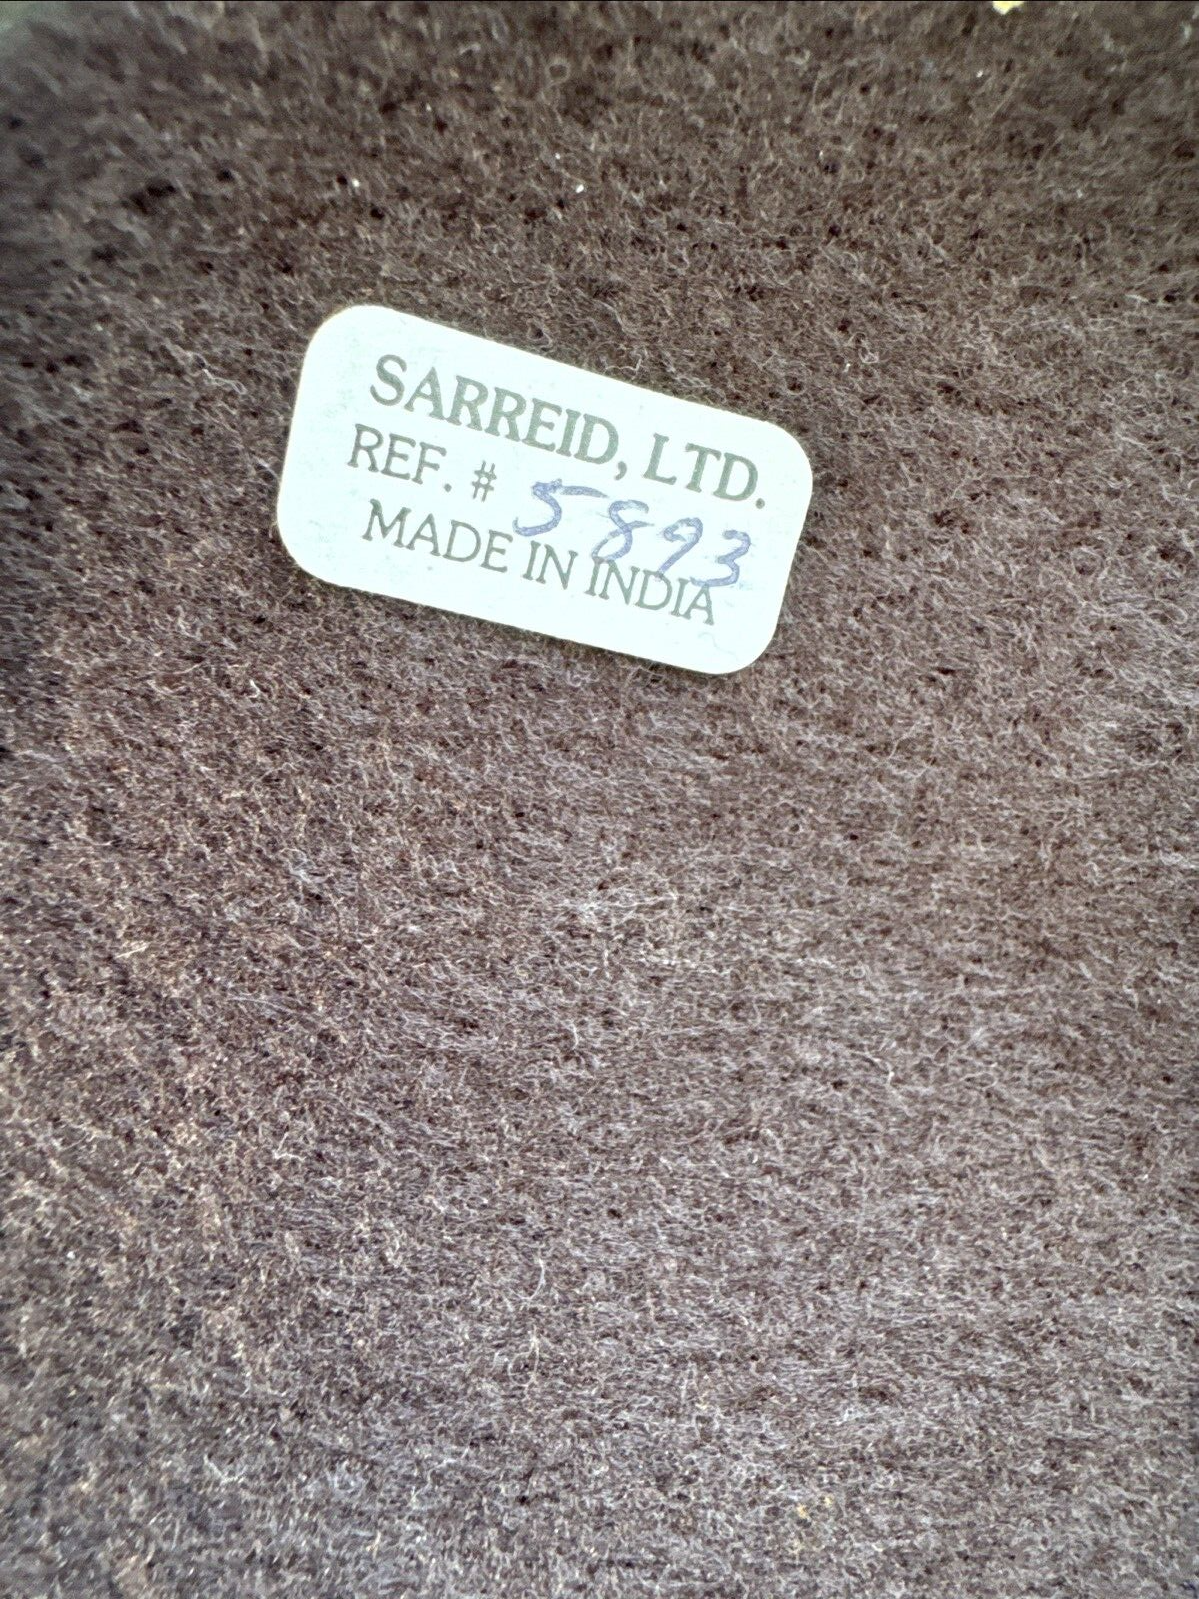 SARREID, LTD.
REF. # 5893
MADE IN INDIA